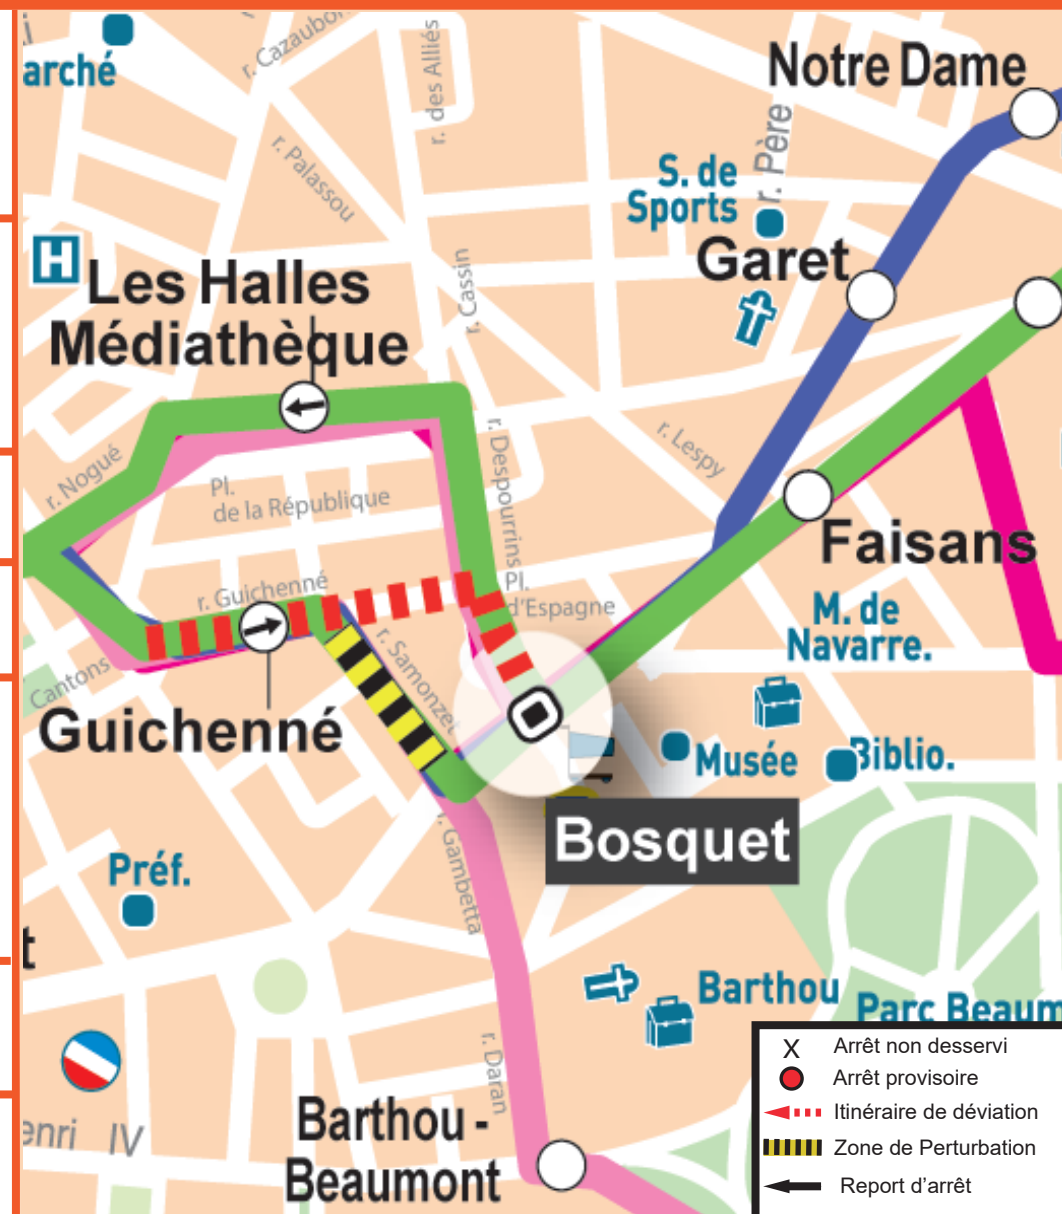 arché
r. Cazaubon
r. des Alliés
Notre Dame
r. Palassou
r. Père
S. de
Sports
H
Garet
r. Cassin
Les Halles
Médiathèque
r. Nogué
r. Despourrins
r. Lespy
Pl.
de la République
Faisans
r. Guichenné
Pl.
d'Espagne
M. de
Navarre.
r. Samonzet
Cantons
Guichenné
Musée
Biblio.
Bosquet
r. Gambetta
Préf.
t
Barthou
Parc Beaum
r. Daran
enri IV
Barthou -
Beaumont
X Arrêt non desservi
Arrêt provisoire
Itinéraire de déviation
Zone de Perturbation
Report d'arrêt